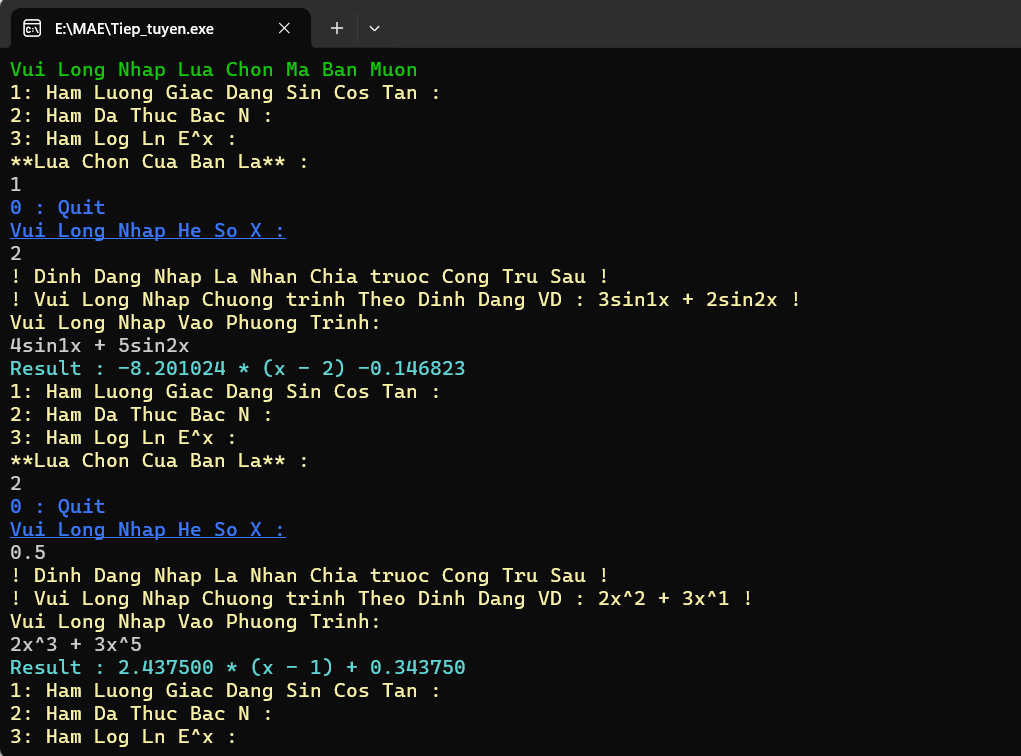 E:\MAE\Tiep_tuyen.exe
Vui Long Nhap Lua Chon Ma Ban Muon
1: Ham Luong Giac Dang Sin Cos Tan :
2: Ham Da Thuc Bac N :
3: Ham Log Ln E^x :
**Lua Chon Cua Ban La** :
1
0 : Quit
Vui Long Nhap He So X :
2
! Dinh Dang Nhap La Nhan Chia truoc Cong Tru Sau !
! Vui Long Nhap Chuong trinh Theo Dinh Dang VD : 3sin1x + 2sin2x !
Vui Long Nhap Vao Phuong Trinh:
4sin1x + 5sin2x
Result : -8.201024 * (x - 2) -0.146823
1: Ham Luong Giac Dang Sin Cos Tan :
2: Ham Da Thuc Bac N :
3: Ham Log Ln E^x :
**Lua Chon Cua Ban La** :
2
0 : Quit
Vui Long Nhap He So X :
0.5
! Dinh Dang Nhap La Nhan Chia truoc Cong Tru Sau !
! Vui Long Nhap Chuong trinh Theo Dinh Dang VD : 2x^2 + 3x^1 !
Vui Long Nhap Vao Phuong Trinh:
2x^3 + 3x^5
Result : 2.437500 * (x - 1) + 0.343750
1: Ham Luong Giac Dang Sin Cos Tan :
2: Ham Da Thuc Bac N :
3: Ham Log Ln E^x :